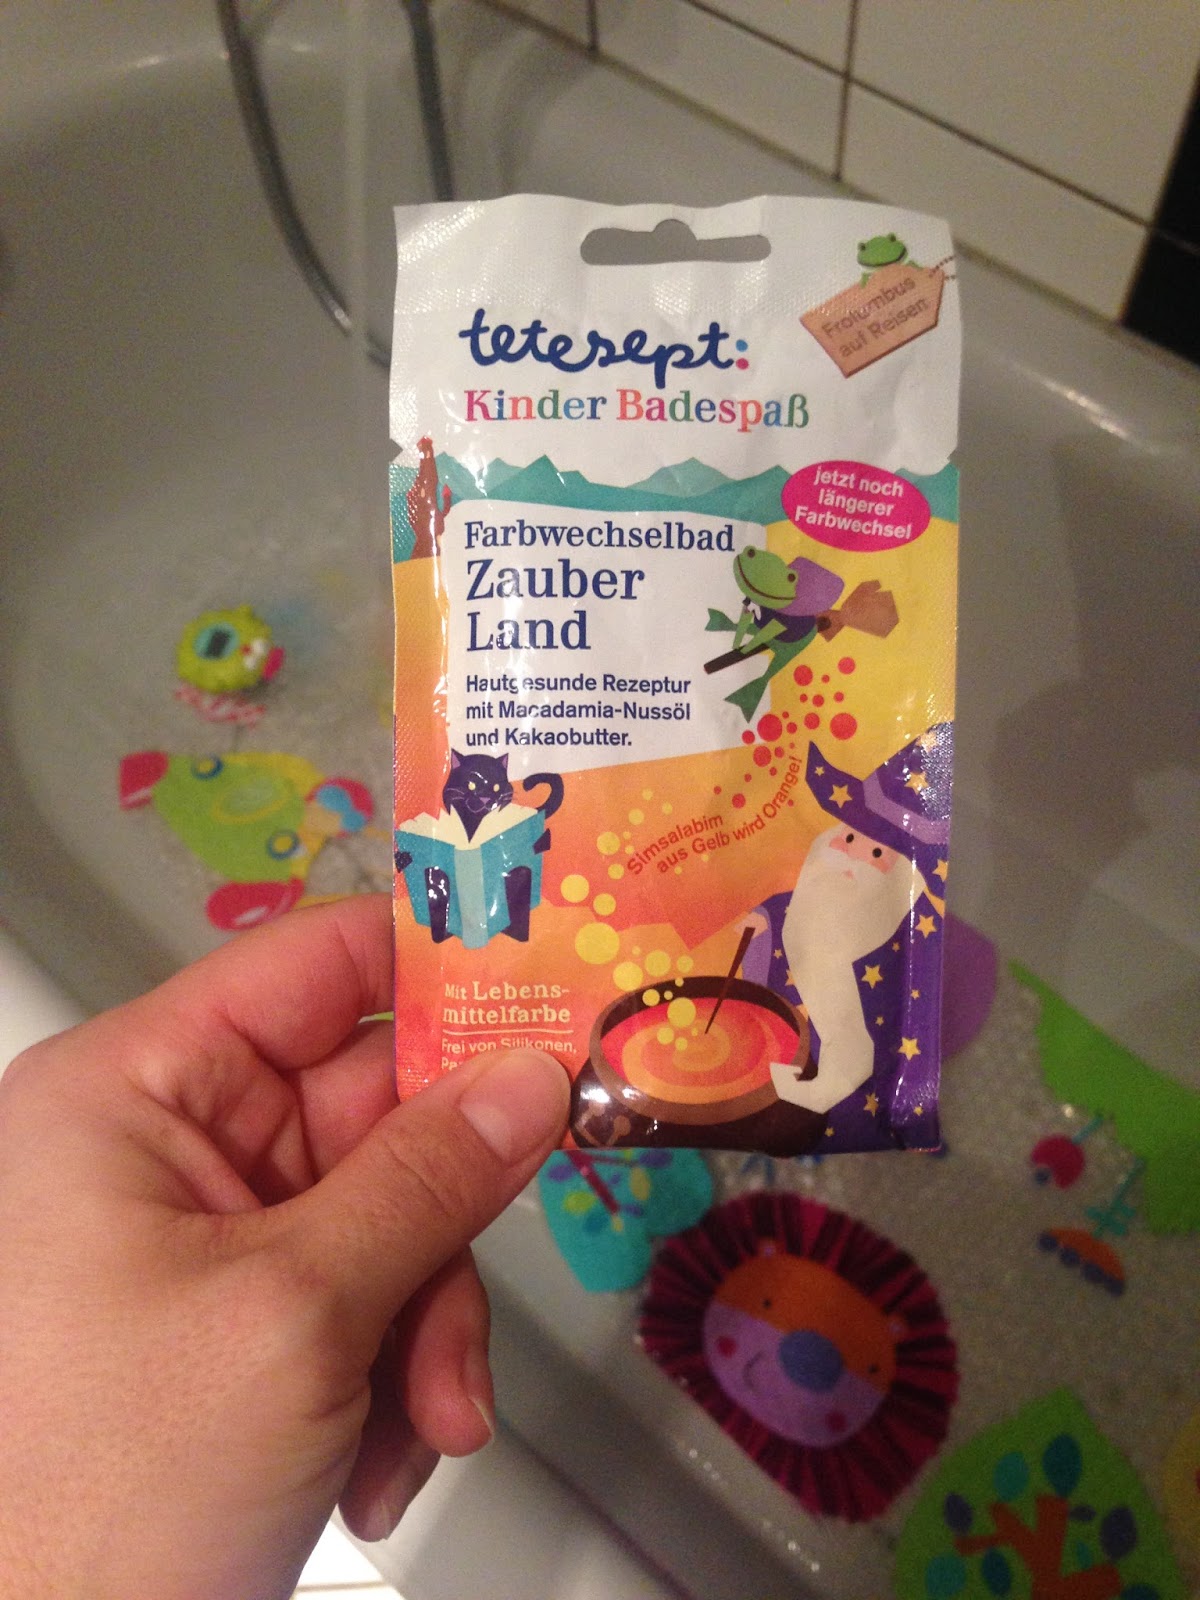 Frolumbus
auf Reisen
tetesept:
Kinder Badespaß
jetzt noch
längerer
Farbwechsel
Farbwechselbad
Zauber
Land
Hautgesunde Rezeptur
mit Macadamia-Nussöl
und Kakaobutter.
Simsalabim
aus Gelb wird Orange!
Mit Lebens-
mittelfarbe
Frei von Silikonen,